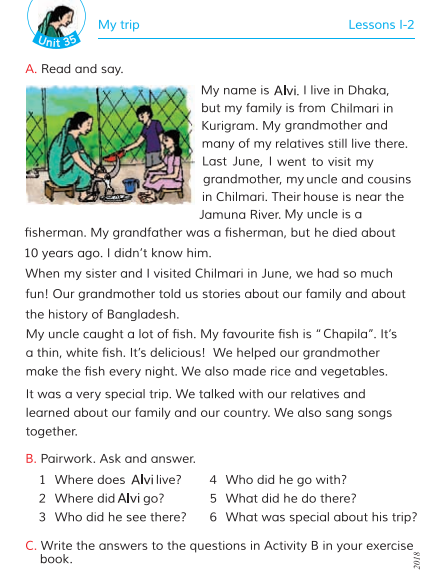 My trip
Lessons 1-2
Unit 35
A. Read and say.
My name is Alvi. I live in Dhaka,
but my family is from Chilmari in
Kurigram. My grandmother and
many of my relatives still live there.
Last June, I went to visit my
grandmother, my uncle and cousins
in Chilmari. Their house is near the
Jamuna River. My uncle is a
fisherman. My grandfather was a fisherman, but he died about
10 years ago. I didn't know him.
When my sister and I visited Chilmari in June, we had so much
fun! Our grandmother told us stories about our family and about
the history of Bangladesh.
My uncle caught a lot of fish. My favourite fish is “Chapila”. It's
a thin, white fish. It's delicious! We helped our grandmother
make the fish every night. We also made rice and vegetables.
It was a very special trip. We talked with our relatives and
learned about our family and our country. We also sang songs
together.
B. Pairwork. Ask and answer.
1 Where does Alvi live?
2 Where did Alvi go?
3 Who did he see there?
4 Who did he go with?
5 What did he do there?
6 What was special about his trip?
C. Write the answers to the questions in Activity B in your exercise
book.
2018